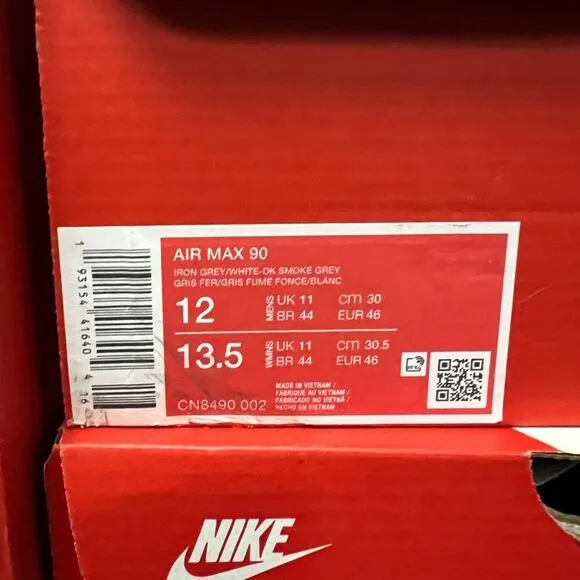 AIR MAX 90
IRON GREY/WHITE-DK SMOKE GREY
GRIS FER/GRIS FUME FONCE/BLANC
12 MENS UK 11 cm 30
BR 44 EUR 46
13.5 WMNS UK 11 cm 30.5
BR 44 EUR 46
MADE IN VIETNAM /
FABRIQUE AU VIETNAM /
FABRICADO NO VIETNÃ /
HECHO EN VIETNAM
CN8490 002
1 93154 41640 4 16
NIKE